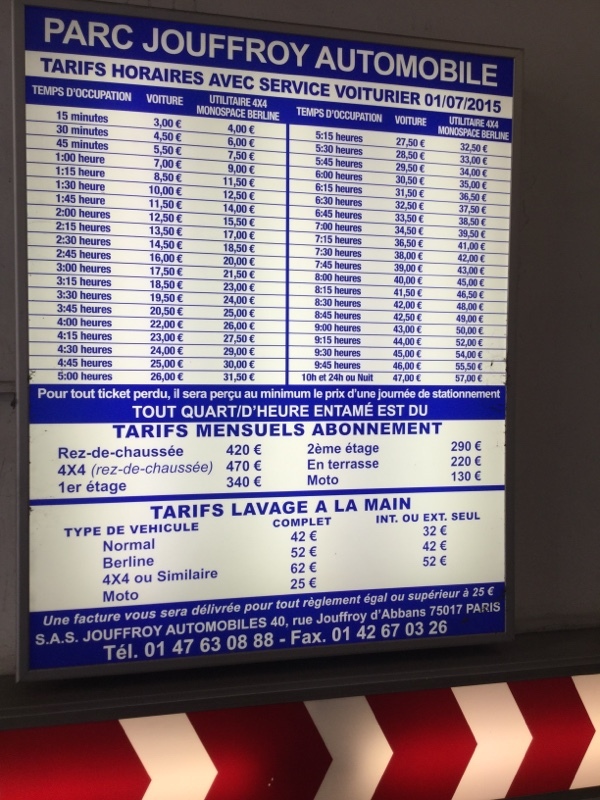 PARC JOUFFROY AUTOMOBILE
TARIFS HORAIRES AVEC SERVICE VOITURIER 01/07/2015
TEMPS D'OCCUPATION VOITURE UTILITAIRE 4X4 MONOSPACE BERLINE
15 minutes 3,00 € 4,00 €
30 minutes 4,50 € 6,00 €
45 minutes 5,50 € 7,50 €
1:00 heure 7,00 € 9,00 €
1:15 heure 8,50 € 11,50 €
1:30 heure 10,00 € 12,50 €
1:45 heure 11,50 € 14,00 €
2:00 heures 12,50 € 15,50 €
2:15 heures 13,50 € 17,00 €
2:30 heures 14,50 € 18,50 €
2:45 heures 16,00 € 20,00 €
3:00 heures 17,50 € 21,50 €
3:15 heures 18,50 € 23,00 €
3:30 heures 19,50 € 24,00 €
3:45 heures 20,50 € 25,00 €
4:00 heures 22,00 € 26,00 €
4:15 heures 23,00 € 27,50 €
4:30 heures 24,00 € 29,00 €
4:45 heures 25,00 € 30,00 €
5:00 heures 26,00 € 31,50 €
TEMPS D'OCCUPATION VOITURE UTILITAIRE 4X4 MONOSPACE BERLINE
5:15 heures 27,50 € 32,50 €
5:30 heures 28,50 € 33,00 €
5:45 heures 29,50 € 34,00 €
6:00 heures 30,50 € 35,00 €
6:15 heures 31,50 € 36,50 €
6:30 heures 32,50 € 37,50 €
6:45 heures 33,50 € 38,50 €
7:00 heures 34,50 € 39,50 €
7:15 heures 36,50 € 41,00 €
7:30 heures 38,00 € 42,00 €
7:45 heures 39,00 € 43,00 €
8:00 heures 40,00 € 45,00 €
8:15 heures 41,50 € 46,50 €
8:30 heures 42,00 € 48,00 €
8:45 heures 42,50 € 49,00 €
9:00 heures 43,00 € 50,00 €
9:15 heures 44,00 € 52,00 €
9:30 heures 45,00 € 54,00 €
9:45 heures 46,00 € 55,50 €
10h et 24h ou Nuit 47,00 € 57,00 €
Pour tout ticket perdu, il sera perçu au minimum le prix d'une journée de stationnement
TOUT QUART/D'HEURE ENTAMÉ EST DU
TARIFS MENSUELS ABONNEMENT
Rez-de-chaussée 420 € 2ème étage 290 €
4X4 (rez-de-chaussée) 470 € En terrasse 220 €
1er étage 340 € Moto 130 €
TARIFS LAVAGE A LA MAIN
TYPE DE VEHICULE COMPLET INT. OU EXT. SEUL
Normal 42 € 32 €
Berline 52 € 42 €
4X4 ou Similaire 62 € 52 €
Moto 25 €
Une facture vous sera délivrée pour tout règlement égal ou supérieur à 25 €
S.A.S. JOUFFROY AUTOMOBILES 40, rue Jouffroy d'Abbans 75017 PARIS
Tél. 01 47 63 08 88 - Fax. 01 42 67 03 26